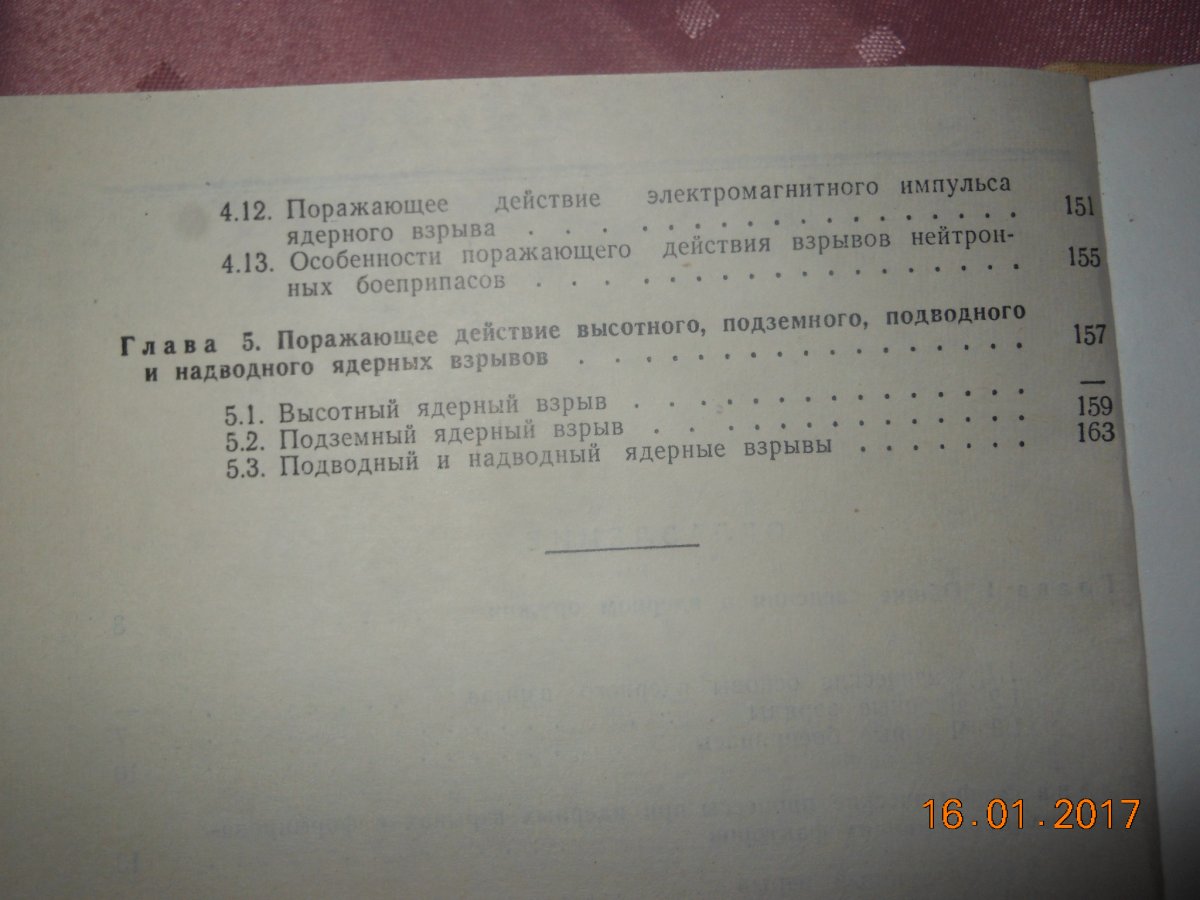 4.12. Поражающее действие электромагнитного импульса
ядерного взрыва . . . . . . . . . . . . . . . . . . 151
4.13. Особенности поражающего действия взрывов нейтрон-
ных боеприпасов . . . . . . . . . . . . . . . . . 155
Глава 5. Поражающее действие высотного, подземного, подводного
и надводного ядерных взрывов . . . . . . . . . . . . . . . . 157
5.1. Высотный ядерный взрыв . . . . . . . . . . . . . . —
5.2. Подземный ядерный взрыв . . . . . . . . . . . . . . 159
5.3. Подводный и надводный ядерные взрывы . . . . . . . 163
16.01.2017